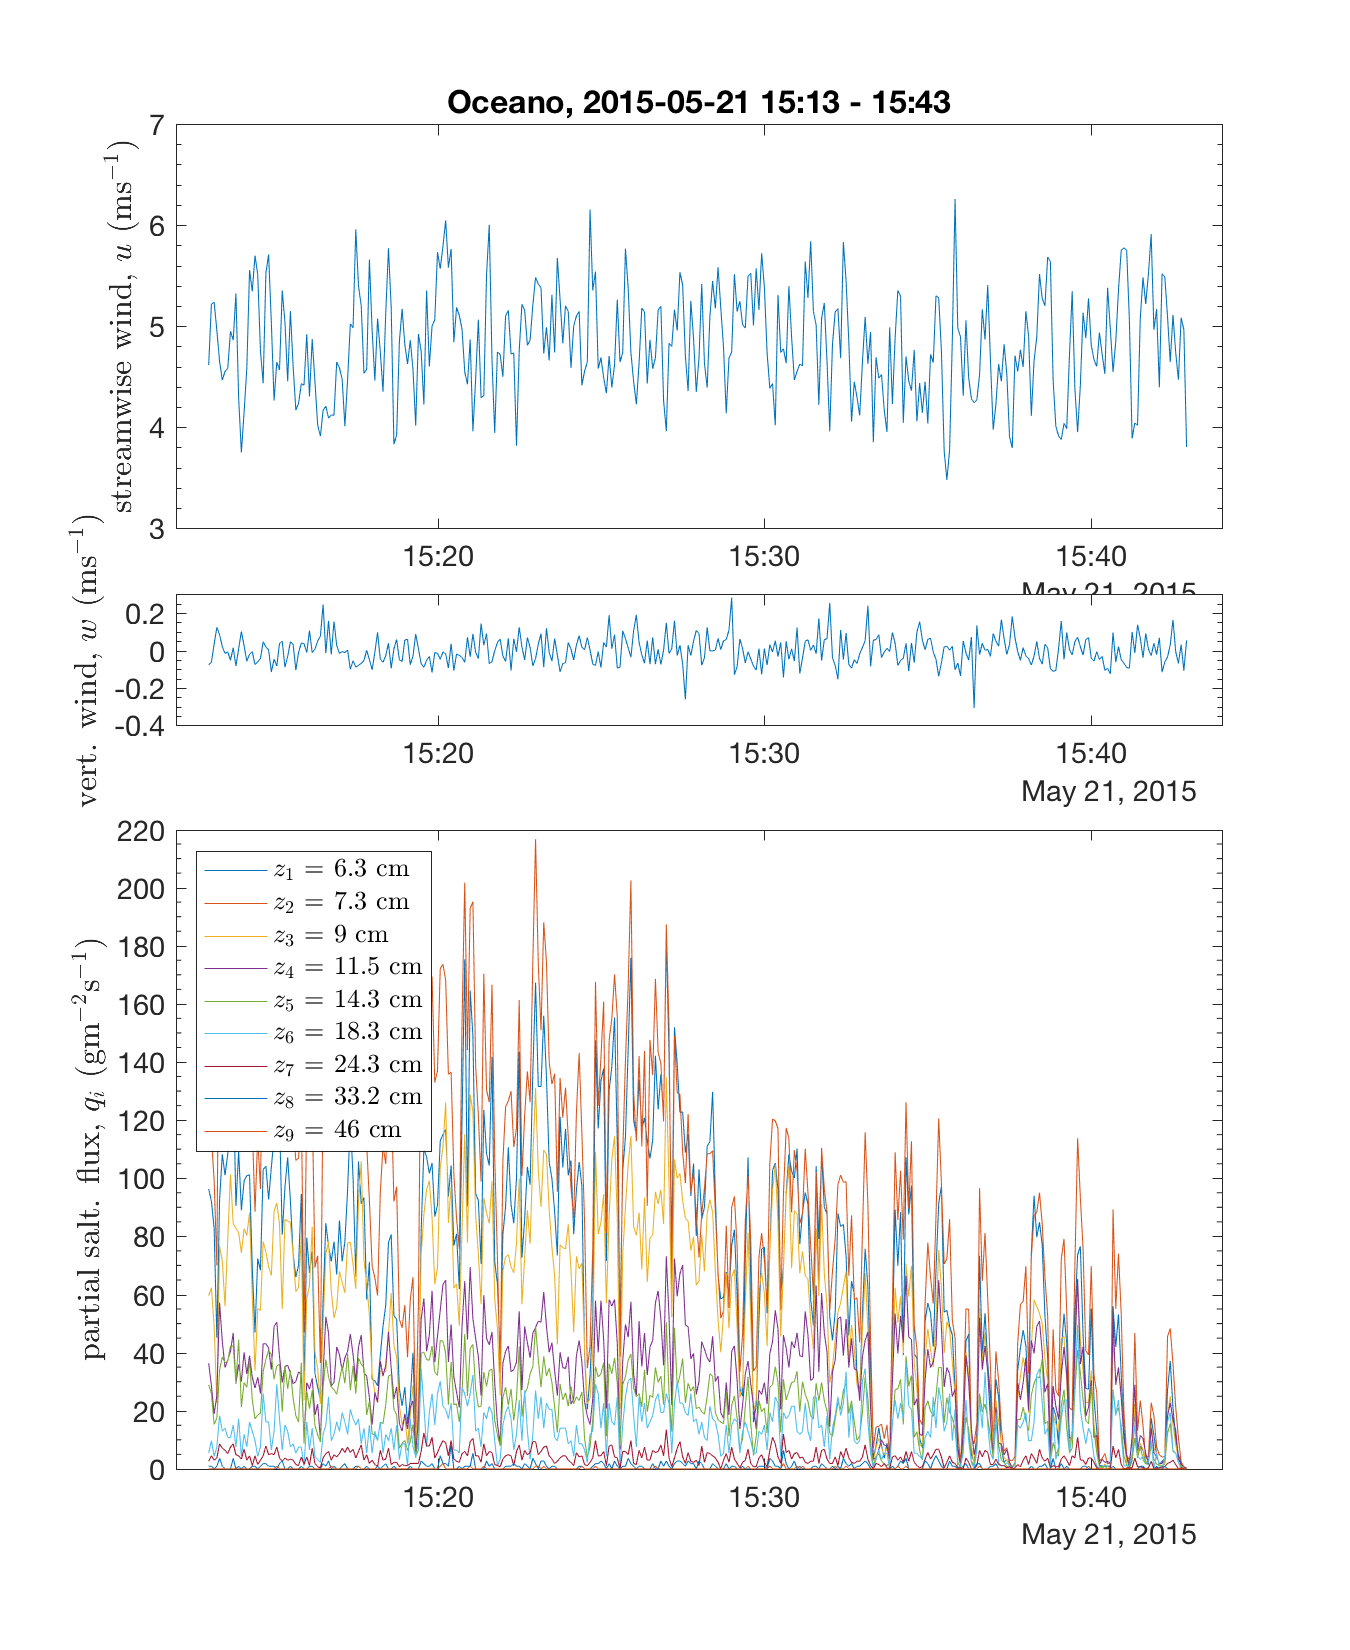 Oceano, 2015-05-21 15:13 - 15:43
streamwise wind, u (ms⁻¹)
7
6
5
4
3
15:20 15:30 15:40
May 21, 2015
vert. wind, w (ms⁻¹)
0.2
0
-0.2
-0.4
15:20 15:30 15:40
May 21, 2015
partial salt. flux, qᵢ (gm⁻²s⁻¹)
220
200
180
160
140
120
100
80
60
40
20
0
z₁ = 6.3 cm
z₂ = 7.3 cm
z₃ = 9 cm
z₄ = 11.5 cm
z₅ = 14.3 cm
z₆ = 18.3 cm
z₇ = 24.3 cm
z₈ = 33.2 cm
z₉ = 46 cm
15:20 15:30 15:40
May 21, 2015